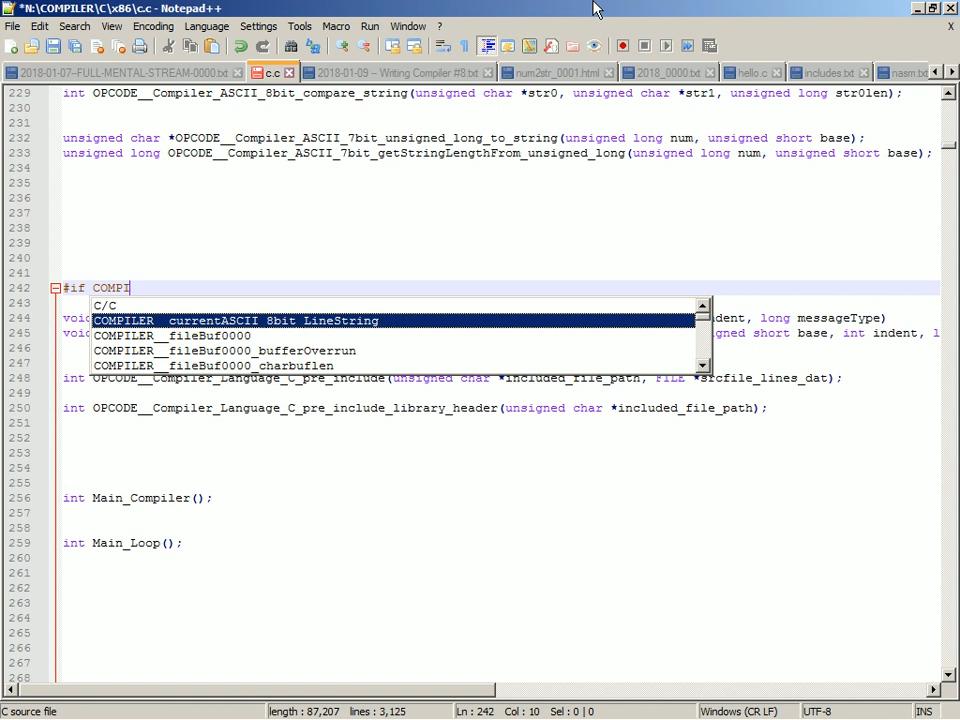 *N:\COMPILER\C\x86\c.c - Notepad++
File Edit Search View Encoding Language Settings Tools Macro Run Window ? X
2018-01-07-FULL-MENTAL-STREAM-0000.txt c.c 2018-01-09 – Writing Compiler #8.txt num2str_0001.html 2018_0000.txt hello.c includes.txt nasm.txt
229 int OPCODE__Compiler_ASCII_8bit_compare_string(unsigned char *str0, unsigned char *str1, unsigned long str0len);
230
231
232 unsigned char *OPCODE__Compiler_ASCII_7bit_unsigned_long_to_string(unsigned long num, unsigned short base);
233 unsigned long OPCODE__Compiler_ASCII_7bit_getStringLengthFrom_unsigned_long(unsigned long num, unsigned short base);
234
235
236
237
238
239
240
241
242 #if COMPI
243 C/C
COMPILER__currentASCII_8bit_LineString
244 void ndent, long messageType)
COMPILER__fileBuf0000
245 void igned short base, int indent, l
246
COMPILER__fileBuf0000_bufferOverrun
247
COMPILER__fileBuf0000_charbuflen
248 int OPCODE__Compiler_Language_C_pre_include(unsigned char *included_file_path, FILE *srcfile_lines_dat);
249
250 int OPCODE__Compiler_Language_C_pre_include_library_header(unsigned char *included_file_path);
251
252
253
254
255
256 int Main_Compiler();
257
258
259 int Main_Loop();
260
261
262
263
264
265
266
267
268
C source file length : 87,207 lines : 3,125 Ln : 242 Col : 10 Sel : 0 | 0 Windows (CR LF) UTF-8 INS